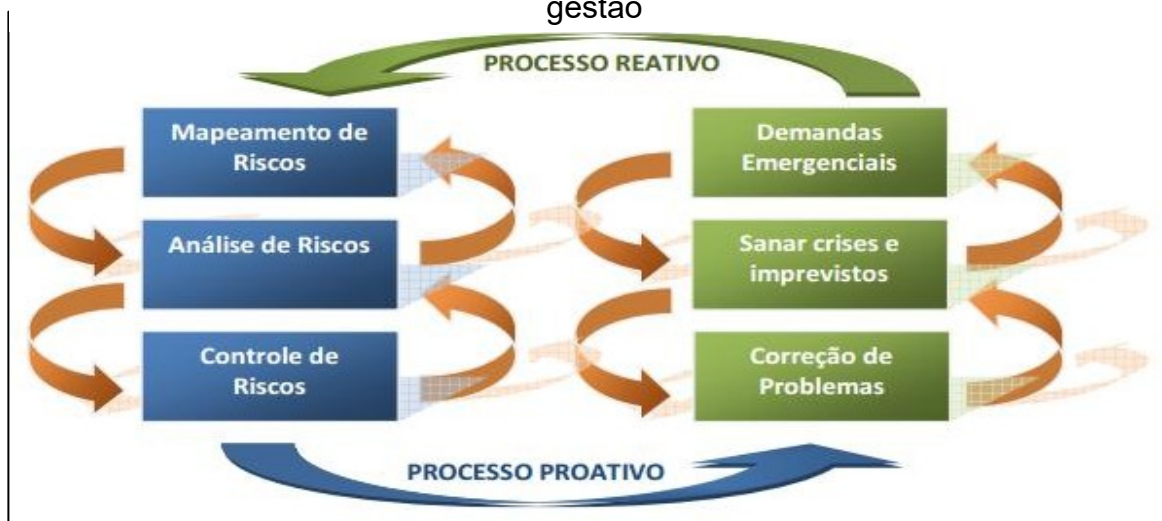 gestão
PROCESSO REATIVO
Mapeamento de
Riscos
Análise de Riscos
Controle de
Riscos
Demandas
Emergenciais
Sanar crises e
imprevistos
Correção de
Problemas
PROCESSO PROATIVO